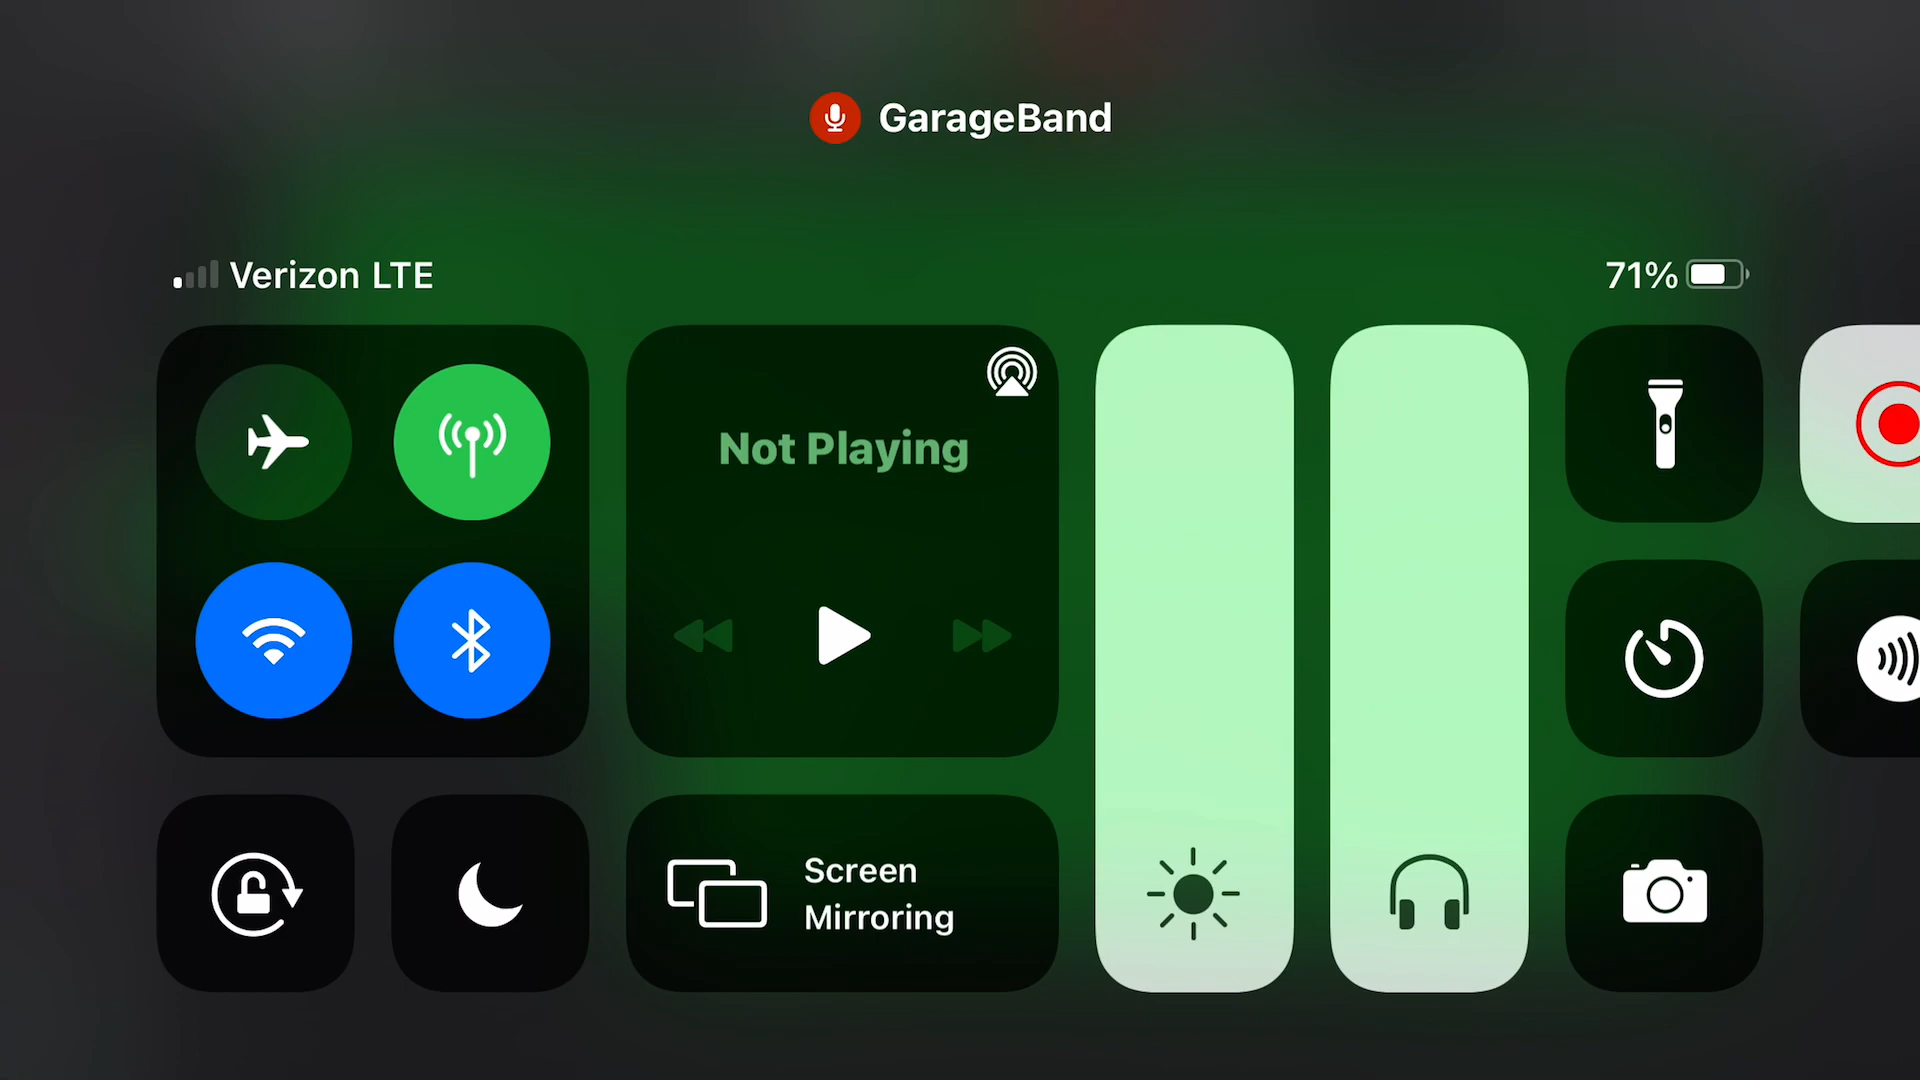 GarageBand
Verizon LTE
71%
Not Playing
Screen
Mirroring